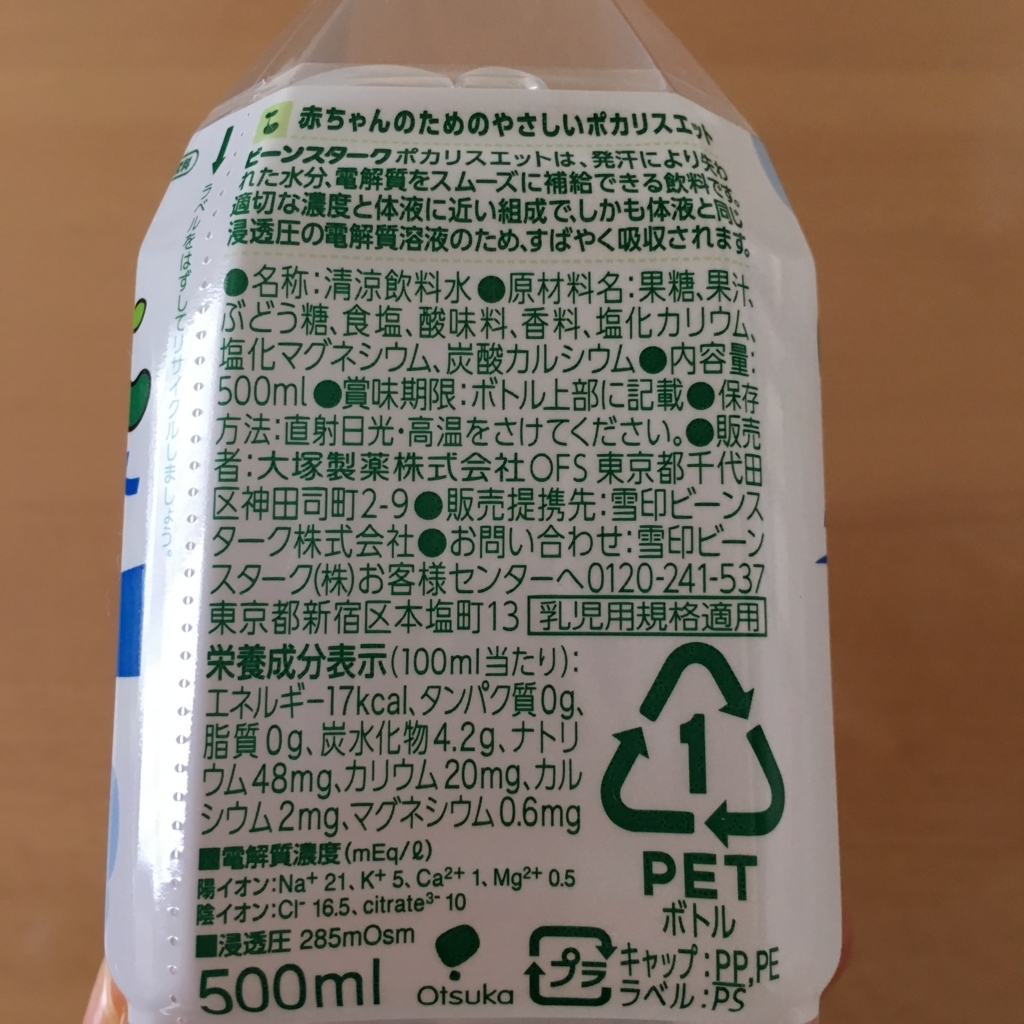 赤ちゃんのためのやさしいポカリスエット
ビーンスタークポカリスエットは、発汗により失わ
れた水分、電解質をスムーズに補給できる飲料です。
適切な濃度と体液に近い組成で、しかも体液と同じ
浸透圧の電解質溶液のため、すばやく吸収されます。
●名称：清涼飲料水●原材料名：果糖、果汁、
ぶどう糖、食塩、酸味料、香料、塩化カリウム、
塩化マグネシウム、炭酸カルシウム●内容量：
500ml●賞味期限：ボトル上部に記載●保存
方法：直射日光・高温をさけてください。●販売
者：大塚製薬株式会社OFS 東京都千代田
区神田司町2-9●販売提携先：雪印ビーンス
ターク株式会社●お問い合わせ：雪印ビーン
スターク(株)お客様センターへ0120-241-537
東京都新宿区本塩町13 乳児用規格適用
栄養成分表示(100ml当たり)：
エネルギー17kcal、タンパク質0g、
脂質0g、炭水化物4.2g、ナトリ
ウム48mg、カリウム20mg、カル
シウム2mg、マグネシウム0.6mg
■電解質濃度(mEq/ℓ)
陽イオン：Na⁺ 21、K⁺ 5、Ca²⁺ 1、Mg²⁺ 0.5
陰イオン：Cl⁻ 16.5、citrate³⁻ 10
■浸透圧 285mOsm
500ml
Otsuka
1
PET
ボトル
プラ
キャップ：PP,PE
ラベル：PS
ラベルをはずしてリサイクルしましょう。